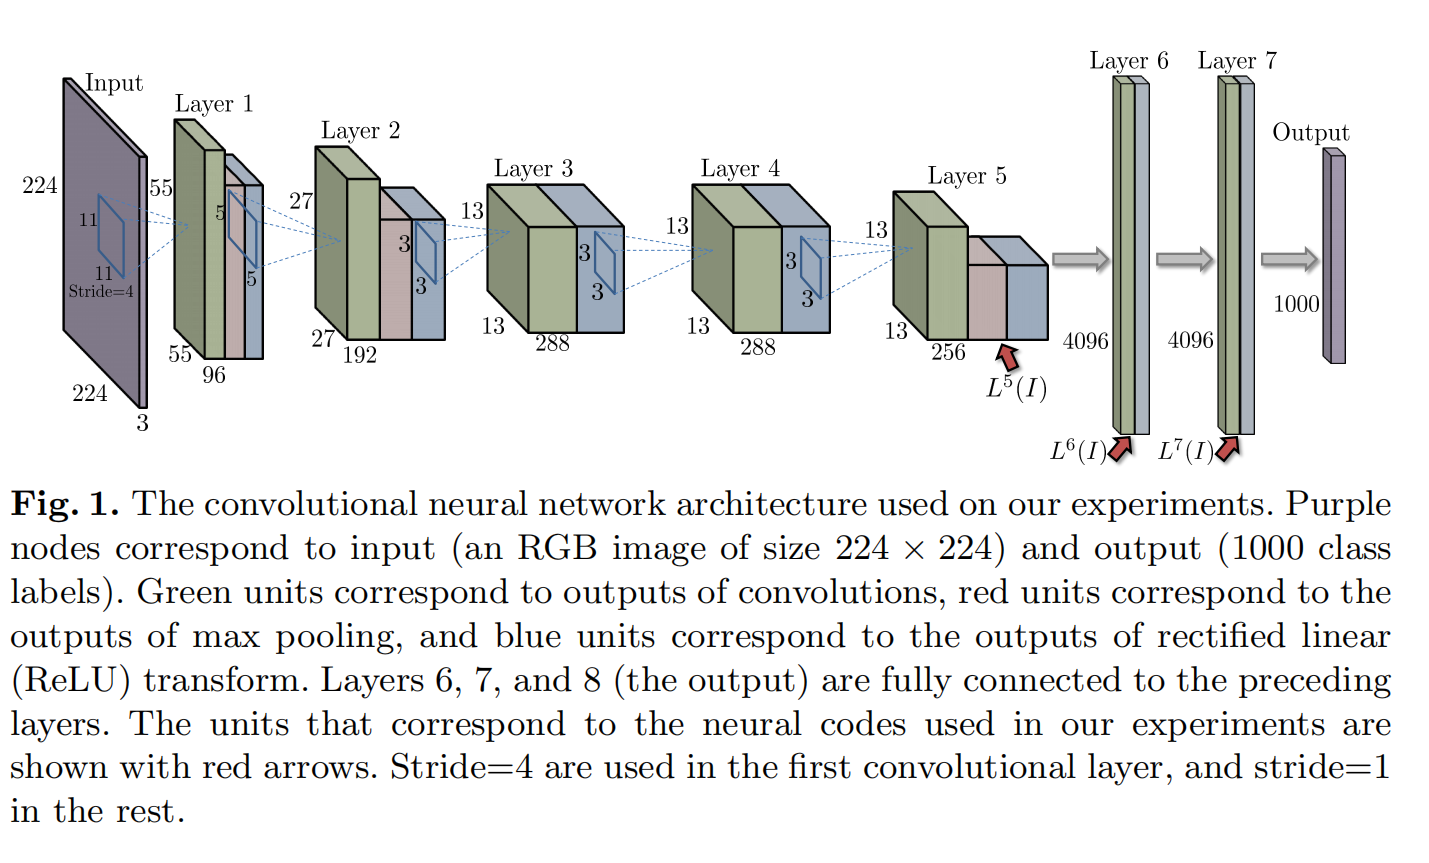 Input
Layer 1
Layer 2
Layer 3
Layer 4
Layer 5
Layer 6
Layer 7
Output
224
11
11
Stride=4
224
3
55
5
5
55
96
27
3
3
27
192
13
3
3
13
288
13
3
3
13
288
13
13
256
L⁵(I)
4096
L⁶(I)
4096
L⁷(I)
1000
Fig. 1. The convolutional neural network architecture used on our experiments. Purple
nodes correspond to input (an RGB image of size 224 × 224) and output (1000 class
labels). Green units correspond to outputs of convolutions, red units correspond to the
outputs of max pooling, and blue units correspond to the outputs of rectified linear
(ReLU) transform. Layers 6, 7, and 8 (the output) are fully connected to the preceding
layers. The units that correspond to the neural codes used in our experiments are
shown with red arrows. Stride=4 are used in the first convolutional layer, and stride=1
in the rest.